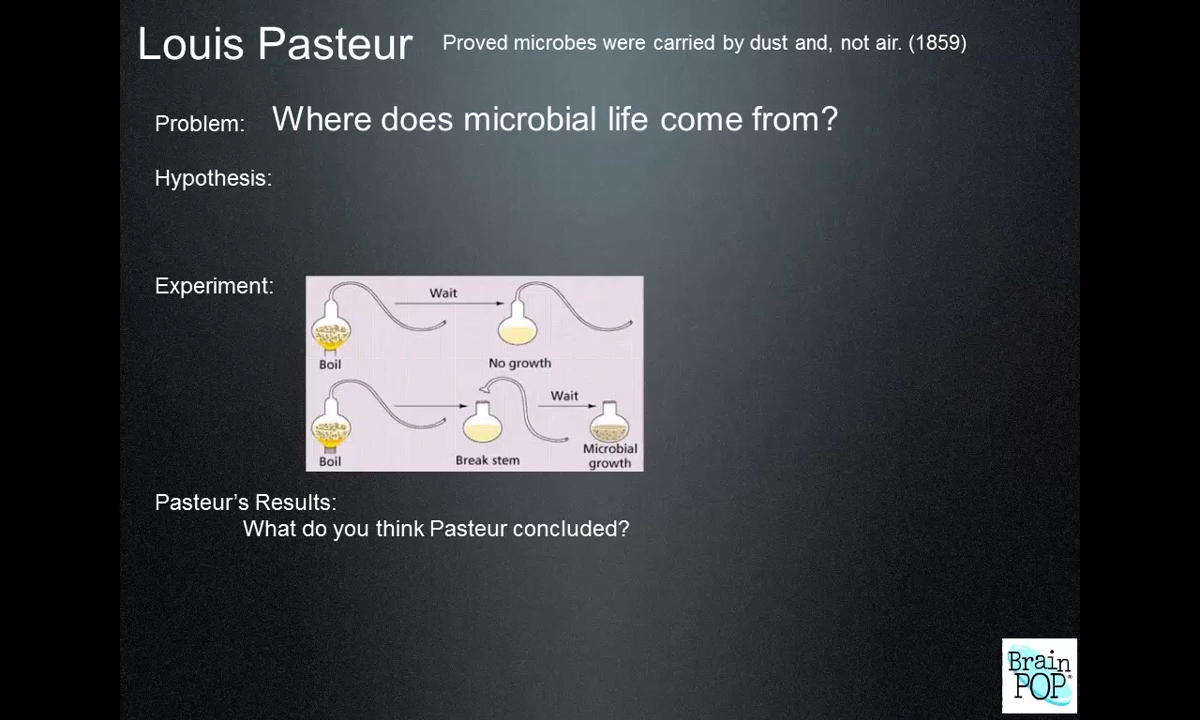 Louis Pasteur
Proved microbes were carried by dust and, not air. (1859)
Problem:
Where does microbial life come from?
Hypothesis:
Experiment:
Wait
Boil
No growth
Wait
Boil
Break stem
Microbial
growth
Pasteur's Results:
What do you think Pasteur concluded?
Brain
POP®